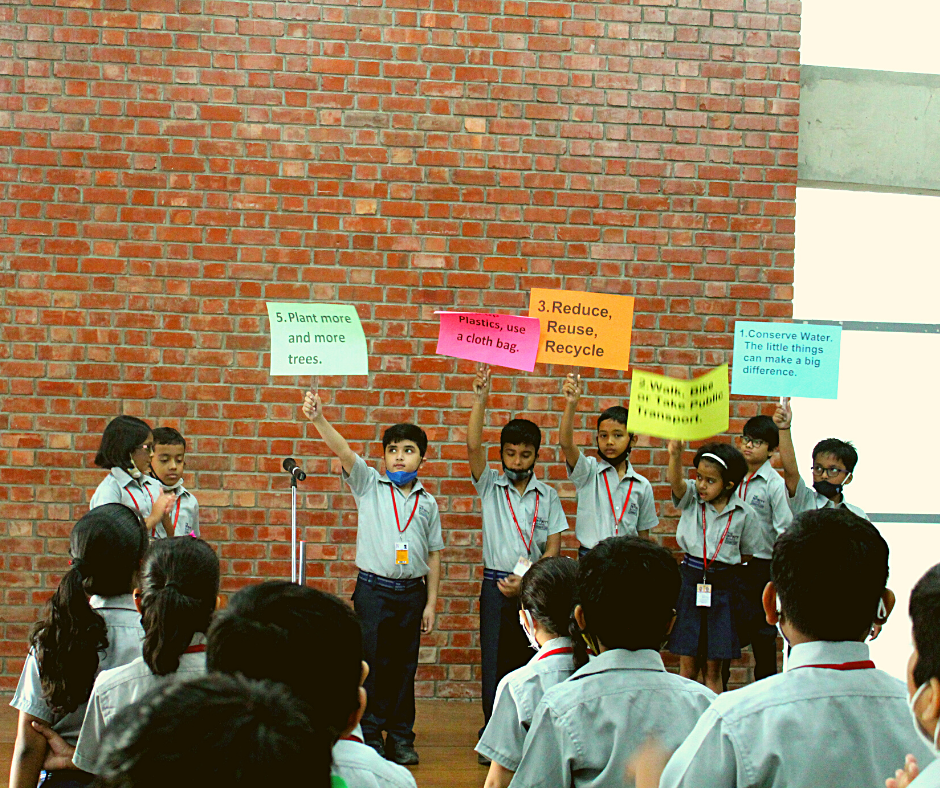 5. Plant more
and more
trees.
Plastics, use
a cloth bag.
3. Reduce,
Reuse,
Recycle
2. Walk, Bike
or Take Public
Transport.
1. Conserve Water.
The little things
can make a big
difference.